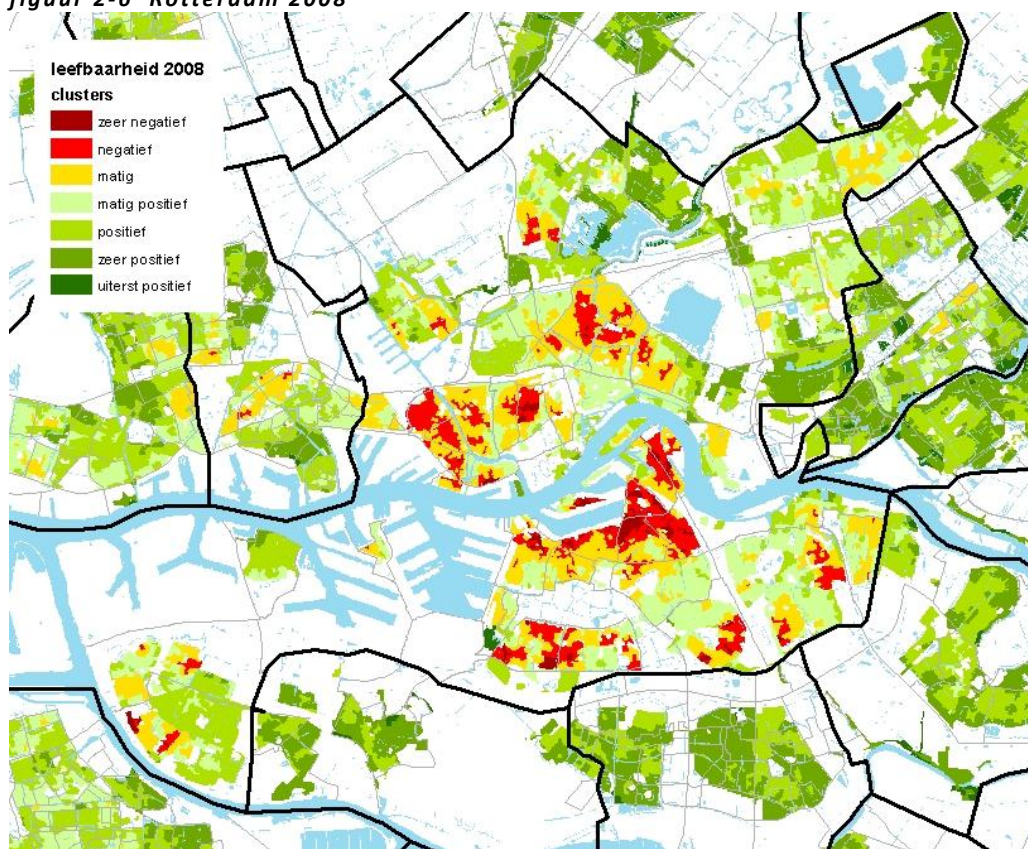 figuur 2-6 Rotterdam 2008
leefbaarheid 2008
clusters
zeer negatief
negatief
matig
matig positief
positief
zeer positief
uiterst positief